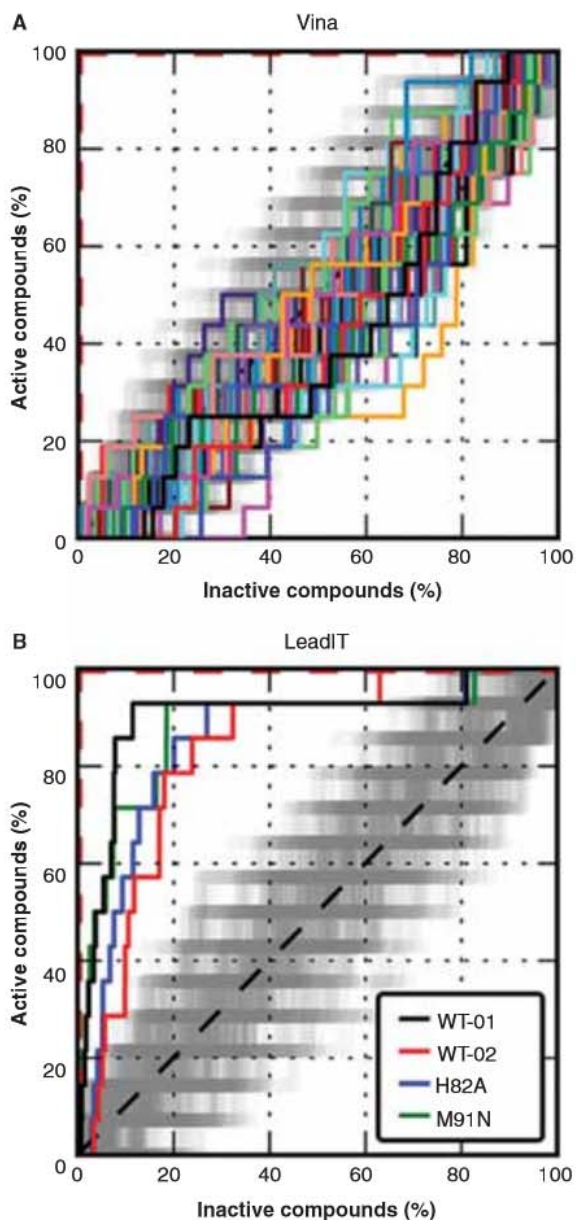 A
Vina
100
80
60
40
20
0
Active compounds (%)
0 20 40 60 80 100
Inactive compounds (%)
B
LeadIT
100
80
60
40
20
0
Active compounds (%)
WT-01
WT-02
H82A
M91N
0 20 40 60 80 100
Inactive compounds (%)